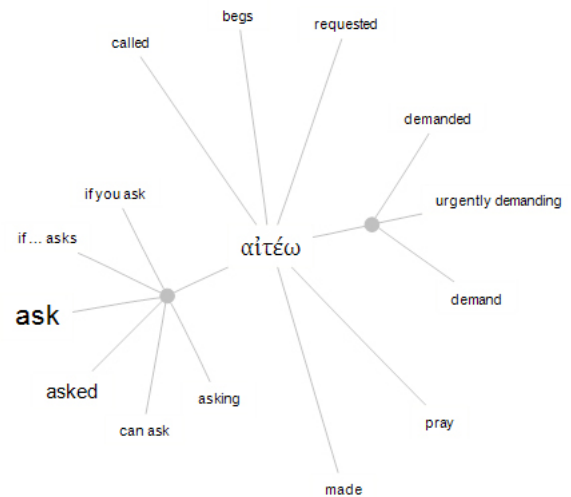 begs
requested
called
demanded
if you ask
urgently demanding
if ... asks
αἰτέω
demand
ask
asked
asking
can ask
pray
made